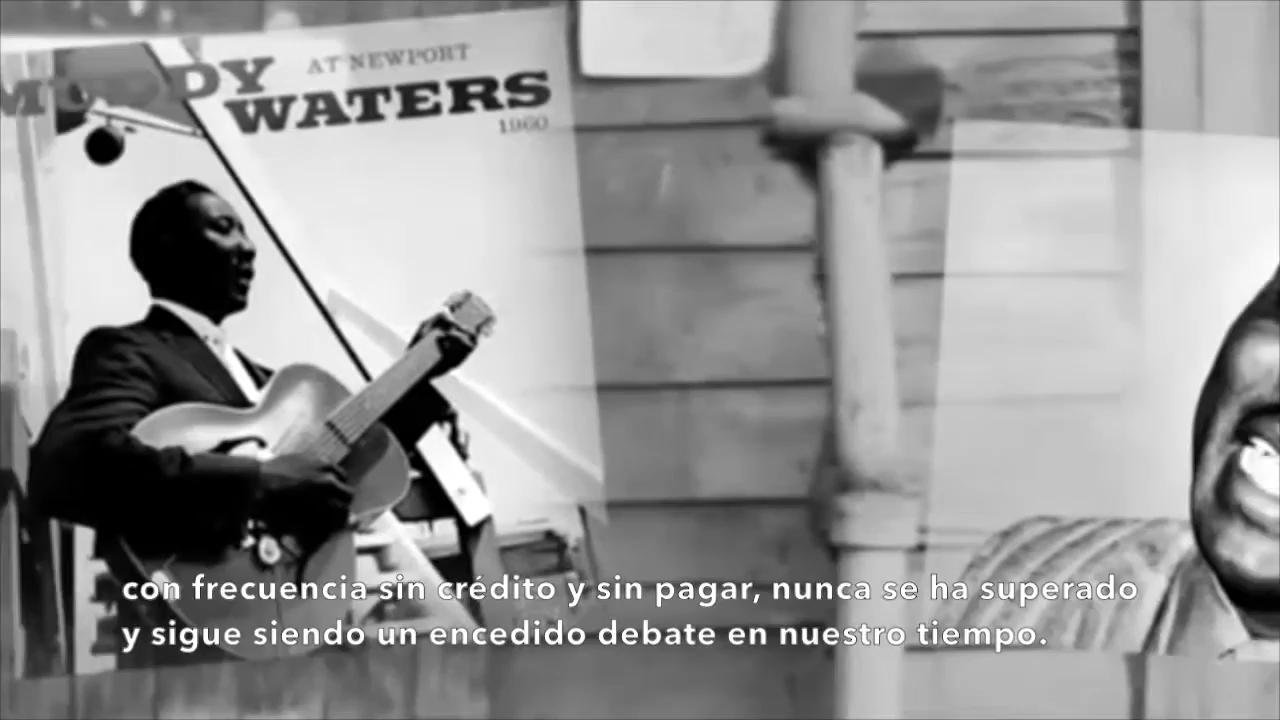 MUDDY
AT NEWPORT
WATERS
1960
con frecuencia sin crédito y sin pagar, nunca se ha superado
y sigue siendo un encedido debate en nuestro tiempo.